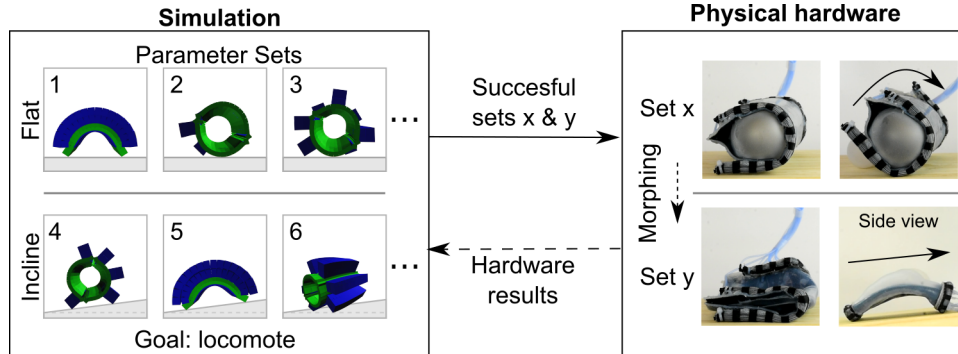 Simulation
Parameter Sets
Flat
1
2
3
...
Incline
4
5
6
...
Goal: locomote
Succesful
sets x & y
Hardware
results
Physical hardware
Set x
Morphing
Set y
Side view